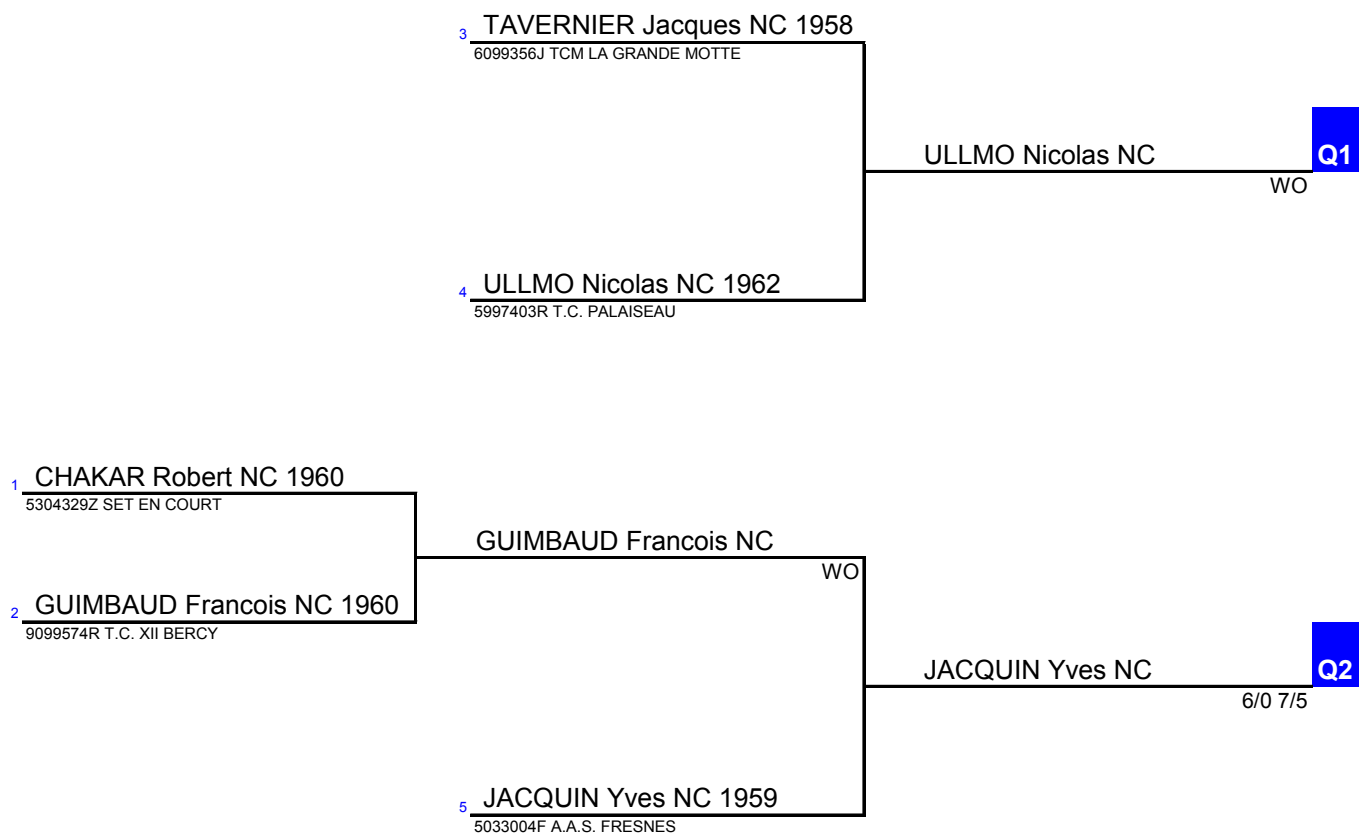 3 TAVERNIER Jacques NC 1958
6099356J TCM LA GRANDE MOTTE
ULLMO Nicolas NC
Q1
WO
4 ULLMO Nicolas NC 1962
5997403R T.C. PALAISEAU
1 CHAKAR Robert NC 1960
5304329Z SET EN COURT
GUIMBAUD Francois NC
WO
2 GUIMBAUD Francois NC 1960
9099574R T.C. XII BERCY
JACQUIN Yves NC
Q2
6/0 7/5
5 JACQUIN Yves NC 1959
5033004F A.A.S. FRESNES